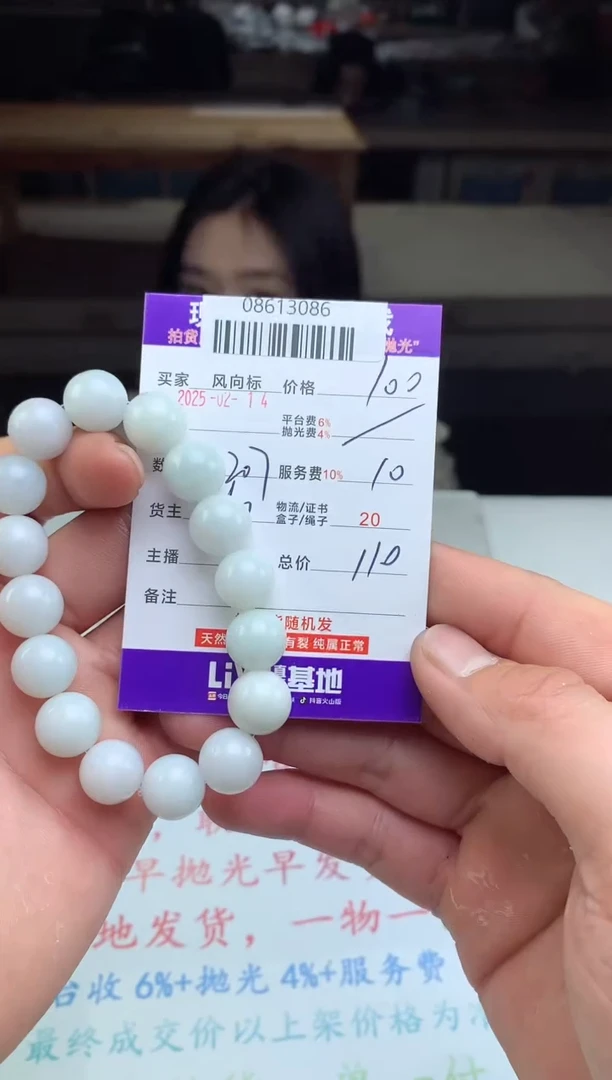 08613086
拍货 抛光”
买家 风向标 价格 100
2025-02-14
平台费6%
抛光费4%
数 服务费10% 10
货主 物流/证书
盒子/绳子 20
主播 总价 110
备注
随机发
天然 有裂 纯属正常
Li 基地
抖音火山版
早抛光早发
地发货，一物一
台收6%+抛光4%+服务费
最终成交价以上架价格为准